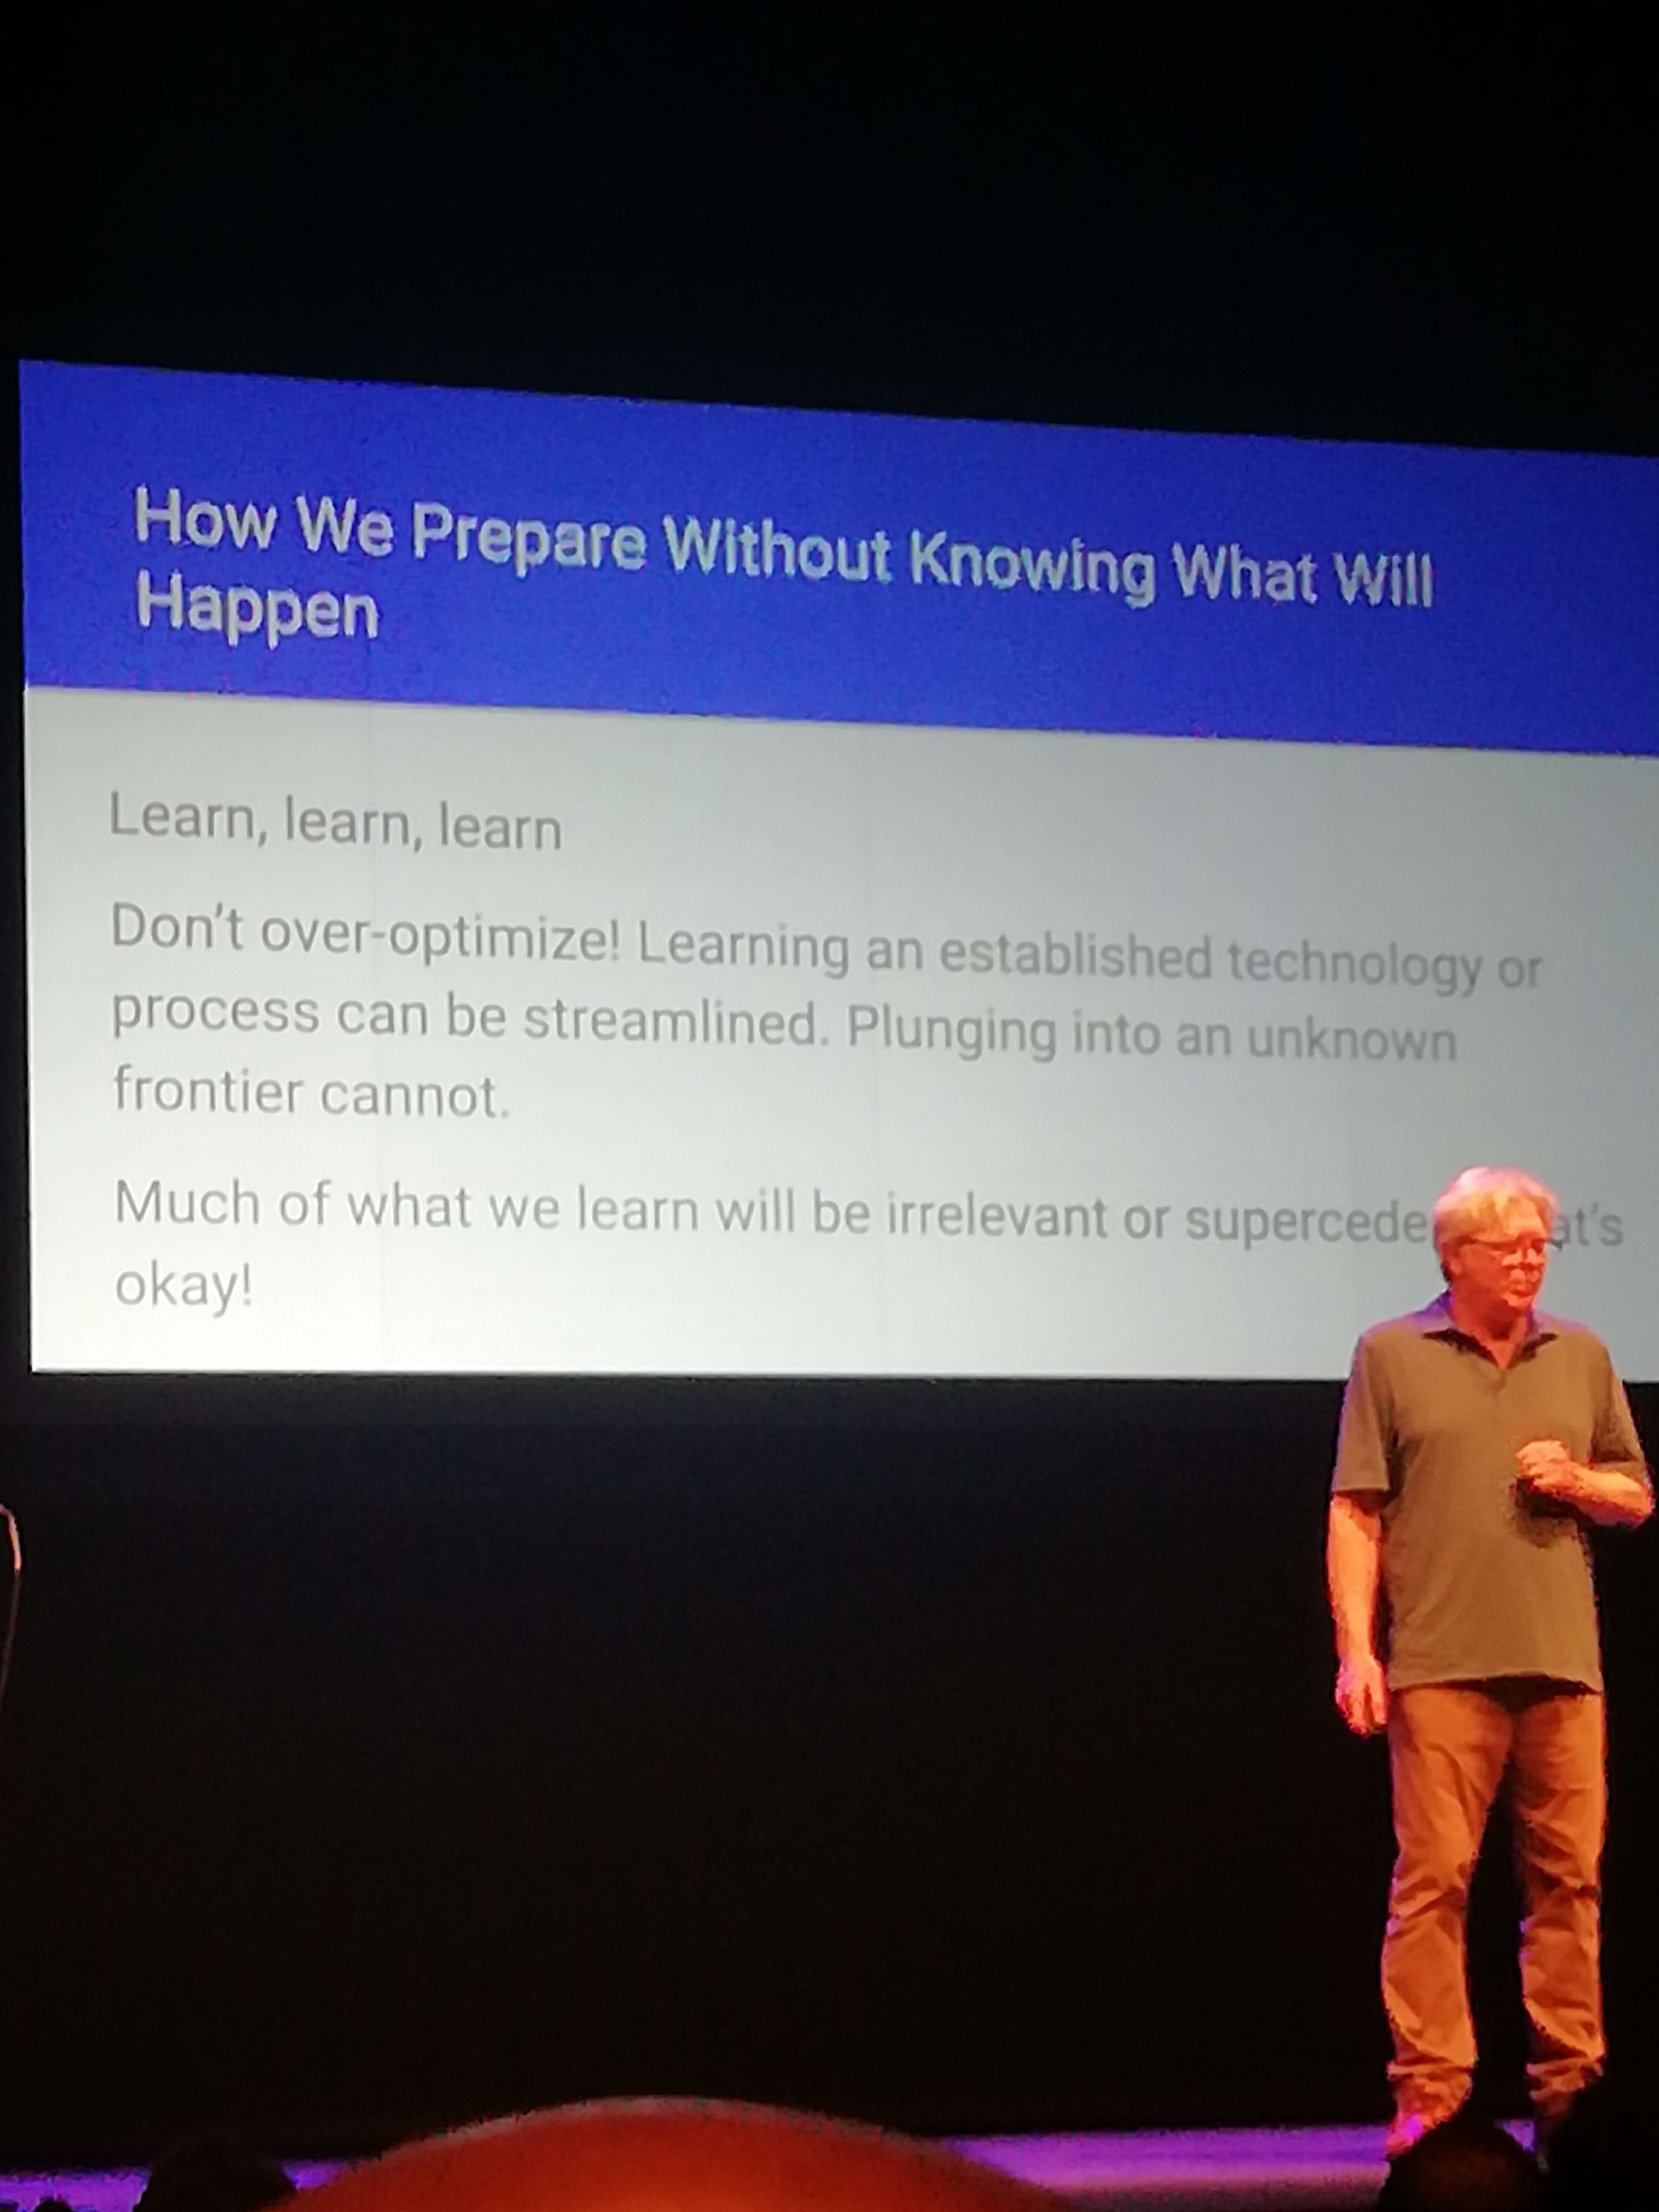 How We Prepare Without Knowing What Will
Happen
Learn, learn, learn
Don't over-optimize! Learning an established technology or
process can be streamlined. Plunging into an unknown
frontier cannot.
Much of what we learn will be irrelevant or supercede at's
okay!